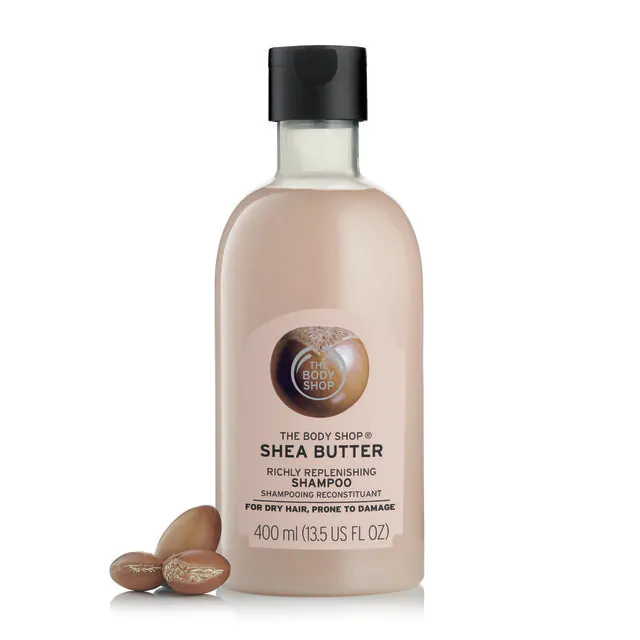 THE
BODY
SHOP
THE BODY SHOP®
SHEA BUTTER
RICHLY REPLENISHING
SHAMPOO
SHAMPOOING RECONSTITUANT
FOR DRY HAIR, PRONE TO DAMAGE
400 ml (13.5 US FL OZ)